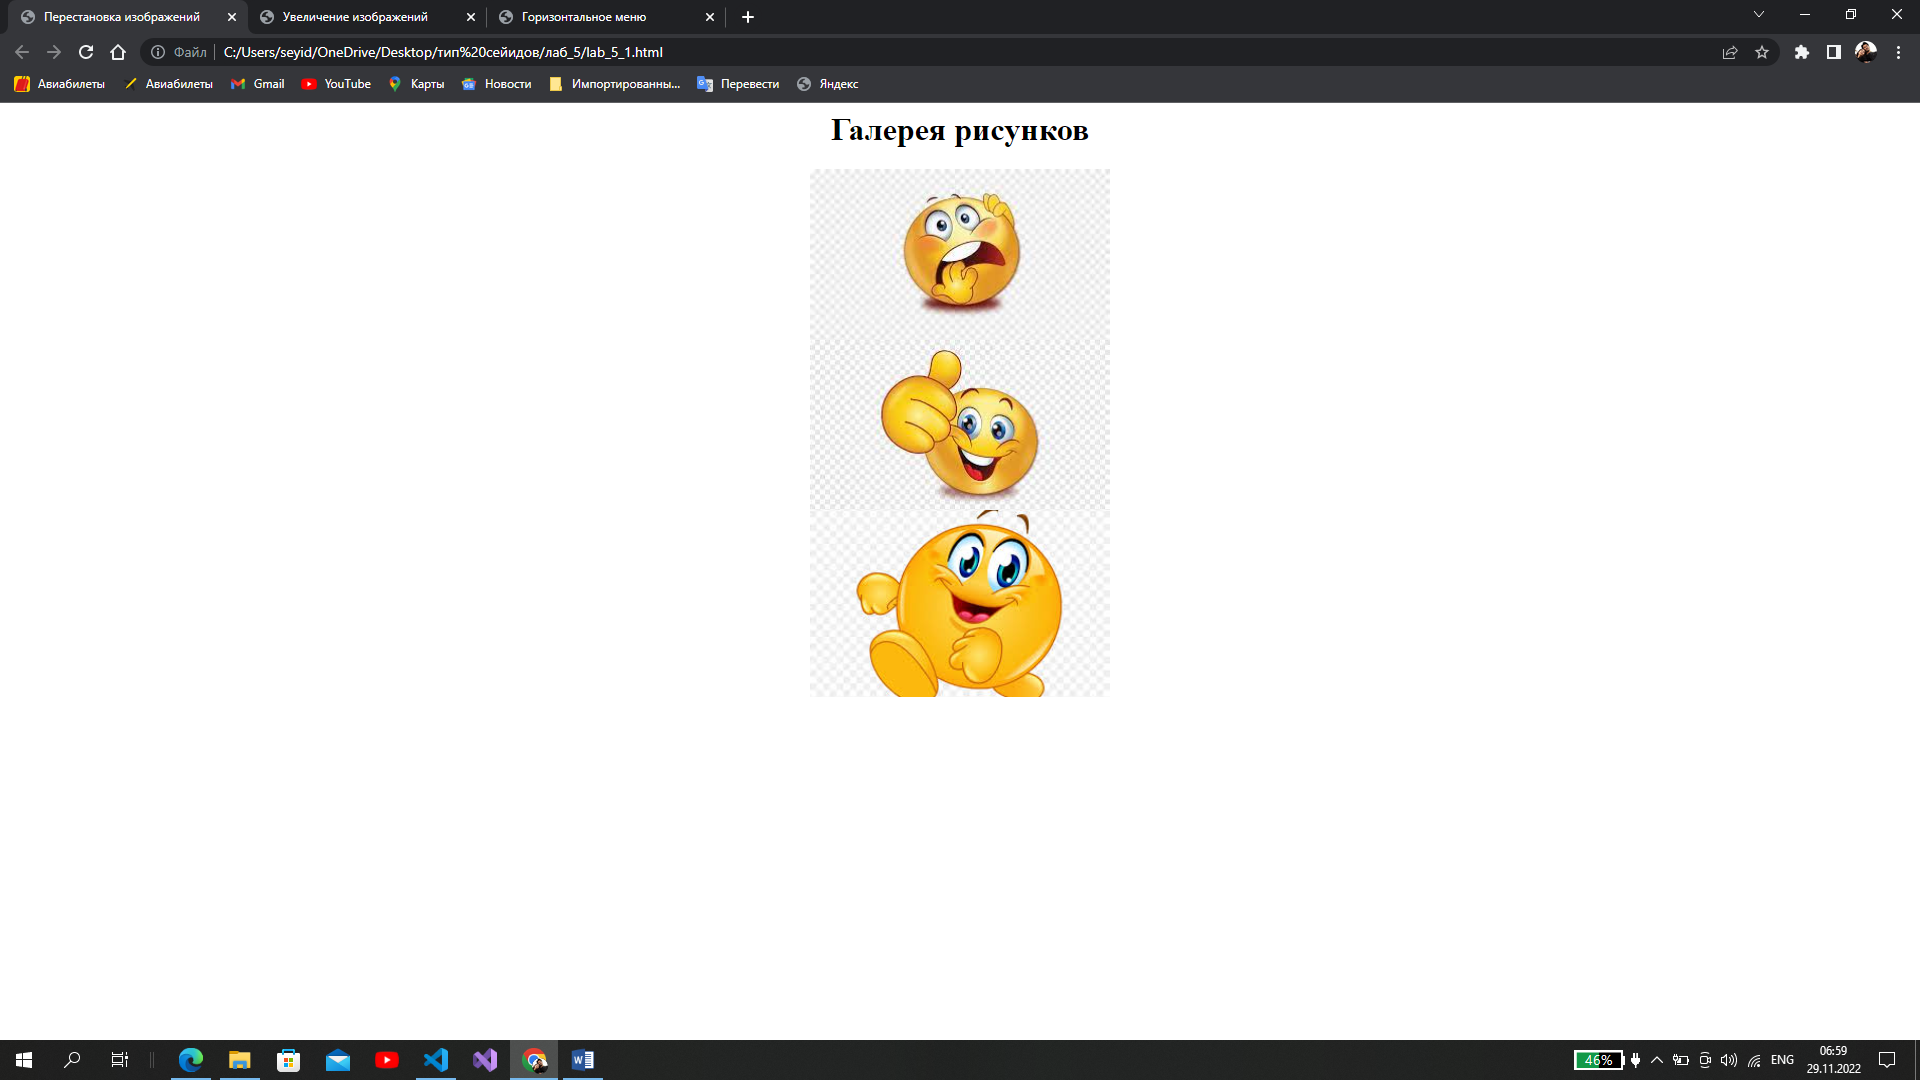 Перестановка изображений
Увеличение изображений
Горизонтальное меню
Файл
C:/Users/seyid/OneDrive/Desktop/тип%20сейидов/лаб_5/lab_5_1.html
Авиабилеты
Авиабилеты
Gmail
YouTube
Карты
Новости
Импортированны...
Перевести
Яндекс
Галерея рисунков
46%
ENG
06:59
29.11.2022